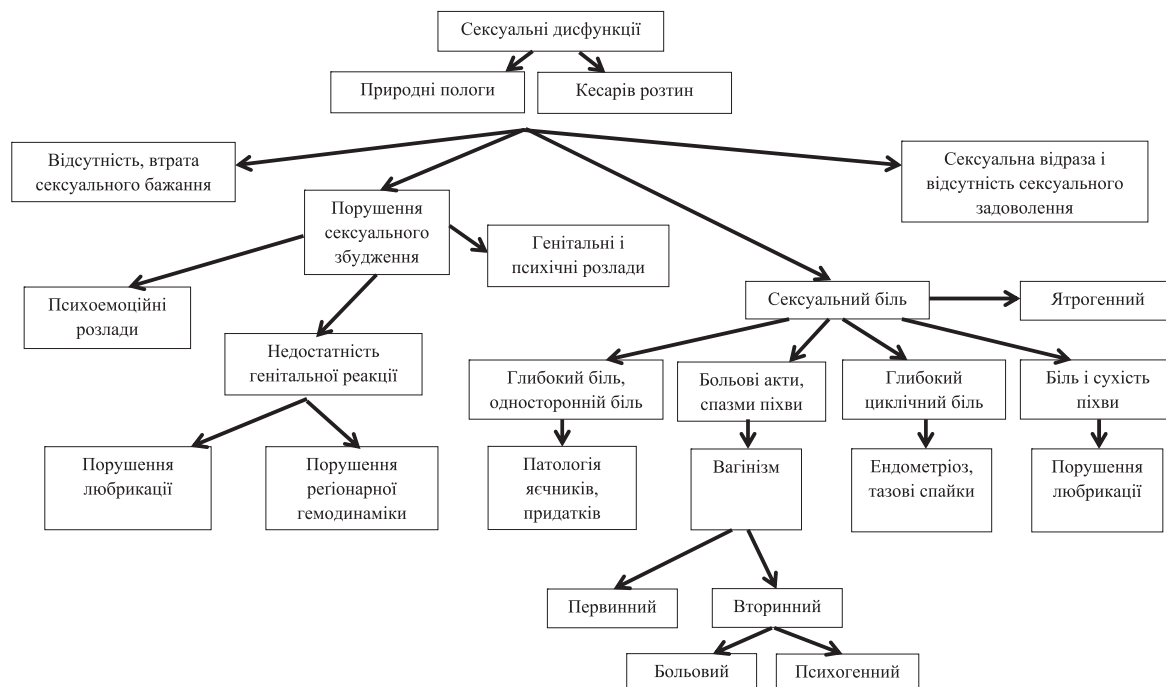 Сексуальні дисфункції
Природні пологи
Кесарів розтин
Відсутність, втрата
сексуального бажання
Сексуальна відраза і
відсутність сексуального
задоволення
Порушення
сексуального
збудження
Генітальні і
психічні розлади
Психоемоційні
розлади
Сексуальний біль
Ятрогенний
Недостатність
генітальної реакції
Глибокий біль,
односторонній біль
Больові акти,
спазми піхви
Глибокий
циклічний біль
Біль і сухість
піхви
Порушення
любрикації
Порушення
реґіонарної
гемодинаміки
Патологія
яєчників,
придатків
Вагінізм
Ендометріоз,
тазові спайки
Порушення
любрикації
Первинний
Вторинний
Больовий
Психогенний